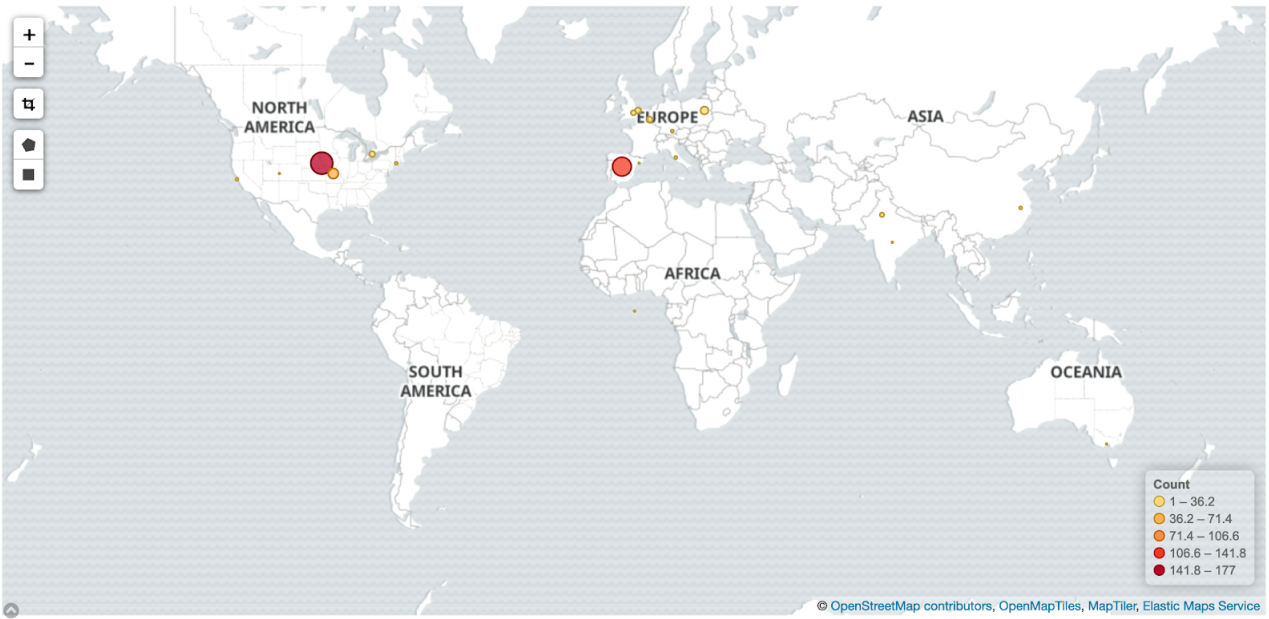 +
−
NORTH
AMERICA
EUROPE
ASIA
AFRICA
SOUTH
AMERICA
OCEANIA
Count
1 – 36.2
36.2 – 71.4
71.4 – 106.6
106.6 – 141.8
141.8 – 177
© OpenStreetMap contributors, OpenMapTiles, MapTiler, Elastic Maps Service